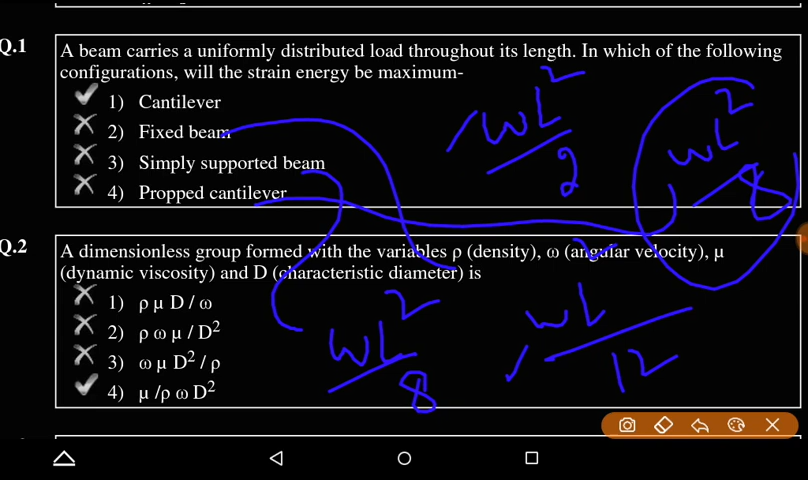 Q.1
A beam carries a uniformly distributed load throughout its length. In which of the following
configurations, will the strain energy be maximum-
1) Cantilever
2) Fixed beam
3) Simply supported beam
4) Propped cantilever
wL²/2
wL²/8
Q.2
A dimensionless group formed with the variables ρ (density), ω (angular velocity), μ
(dynamic viscosity) and D (characteristic diameter) is
1) ρ μ D / ω
2) ρ ω μ / D²
3) ω μ D² / ρ
4) μ /ρ ω D²
wL²/8
wL²/12